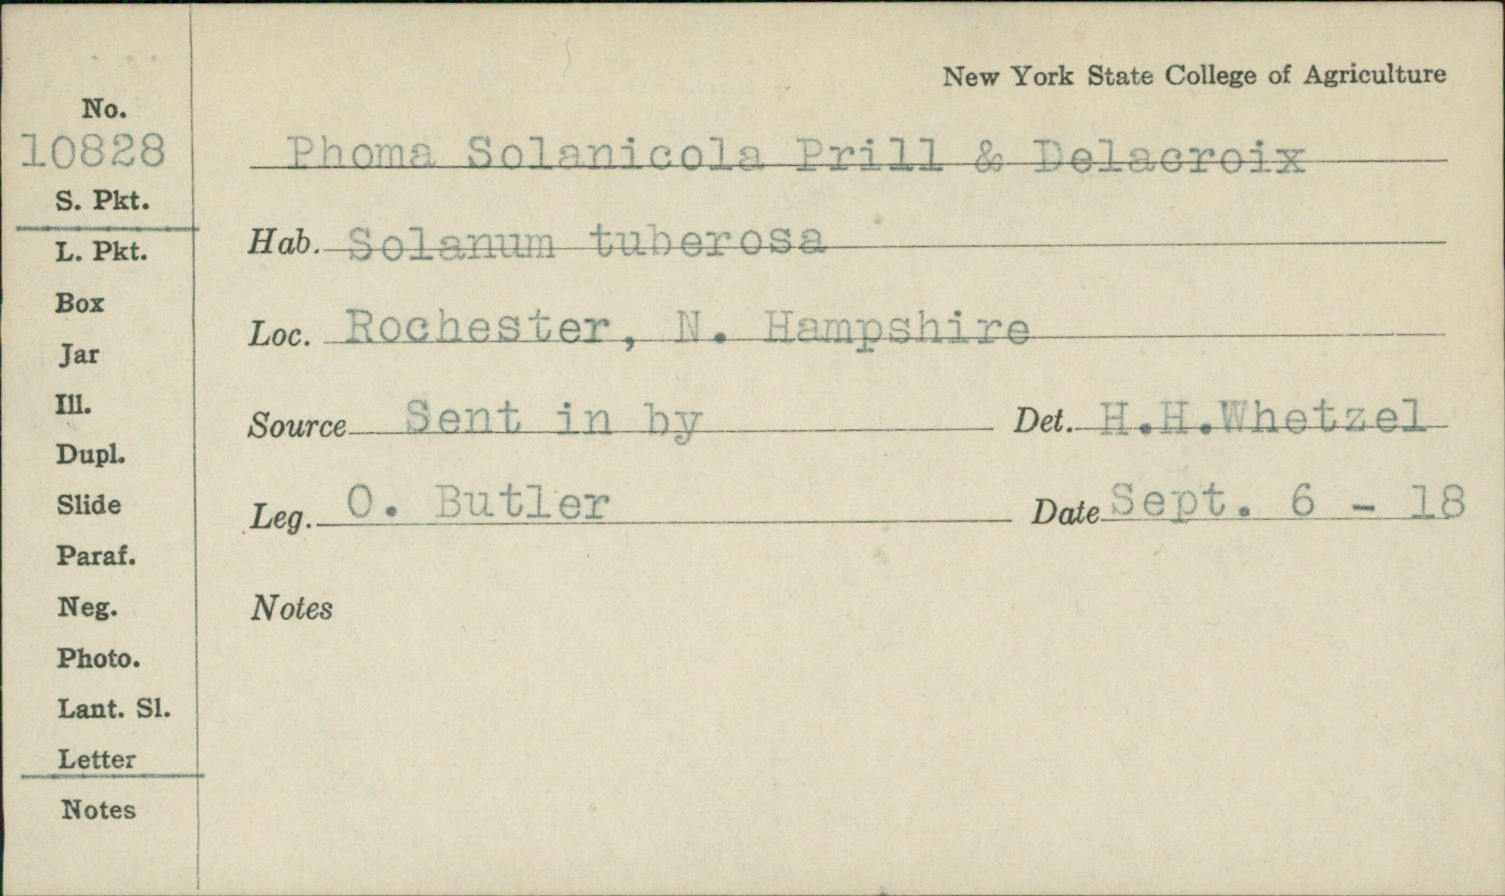 New York State College of Agriculture
No.
10828
S. Pkt.
L. Pkt.
Box
Jar
Ill.
Dupl.
Slide
Paraf.
Neg.
Photo.
Lant. Sl.
Letter
Notes
Phoma Solanicola Prill & Delacroix
Hab. Solanum tuberosa
Loc. Rochester, N. Hampshire
Source Sent in by Det. H.H.Whetzel
Leg. O. Butler Date Sept. 6 - 18
Notes